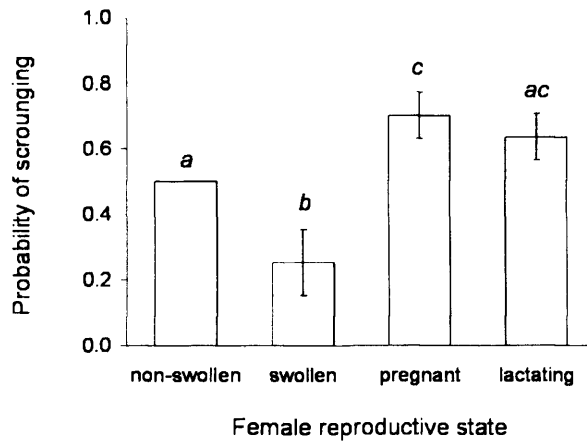 Probability of scrounging
1.0
0.8
0.6
0.4
0.2
0.0
a
b
c
ac
non-swollen swollen pregnant lactating
Female reproductive state